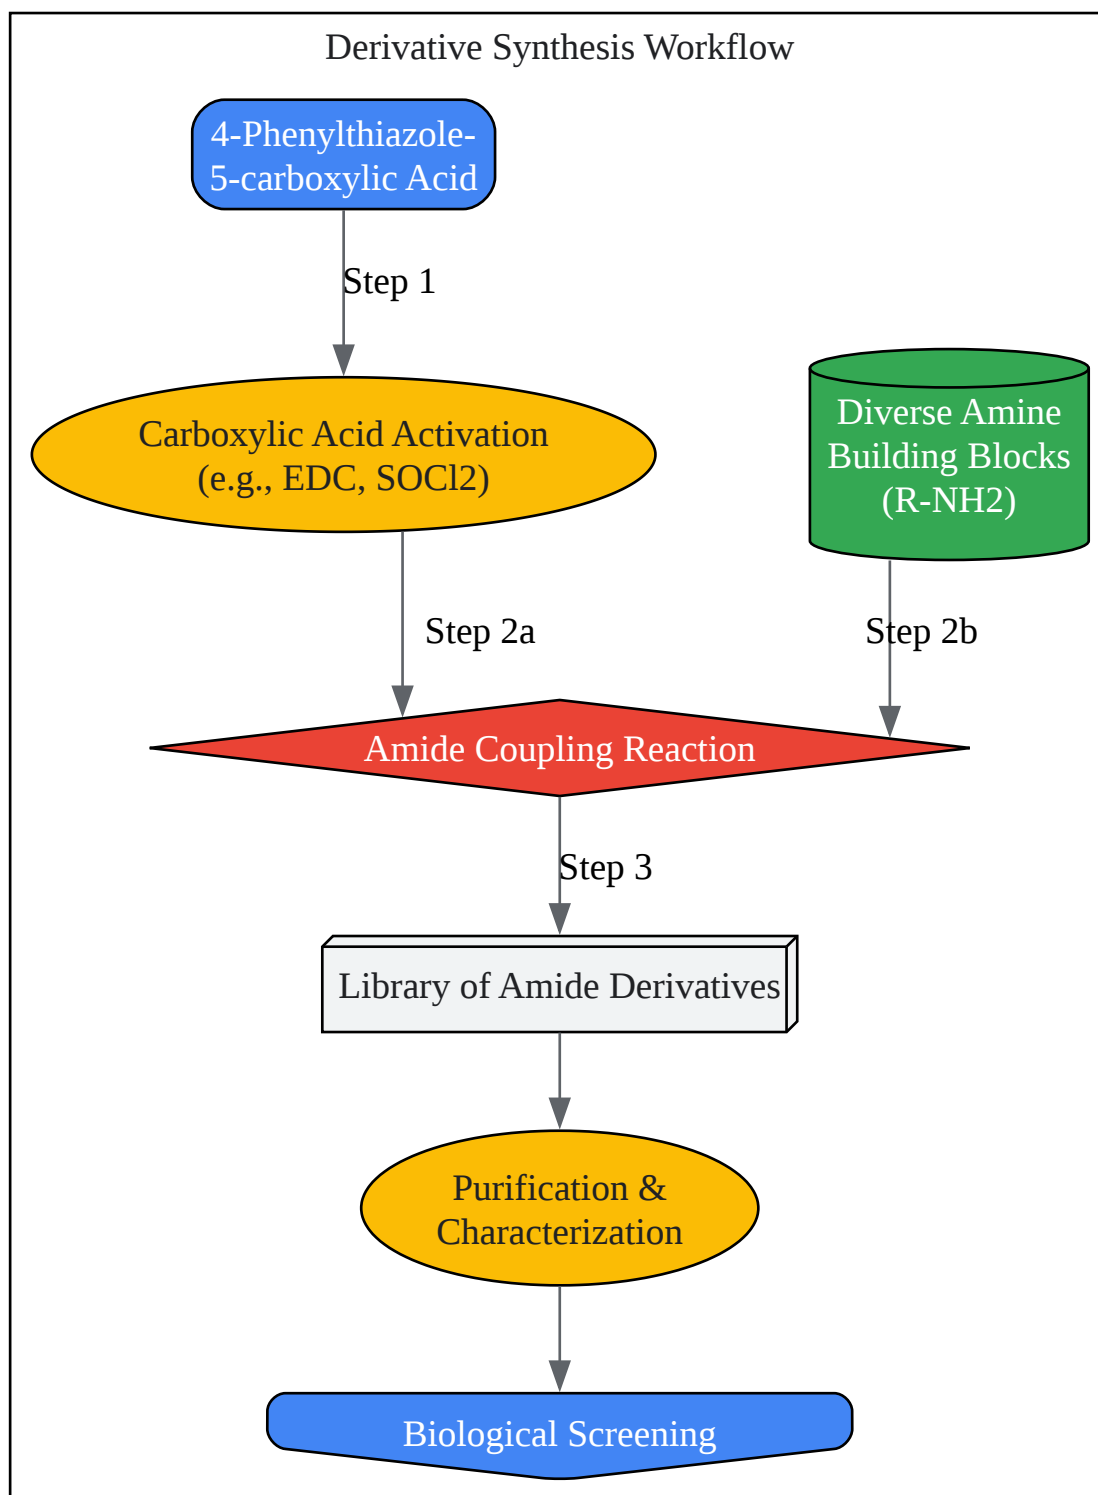 Derivative Synthesis Workflow
4-Phenylthiazole-
5-carboxylic Acid
Step 1
Carboxylic Acid Activation
(e.g., EDC, SOCl2)
Diverse Amine
Building Blocks
(R-NH2)
Step 2a
Step 2b
Amide Coupling Reaction
Step 3
Library of Amide Derivatives
Purification &
Characterization
Biological Screening